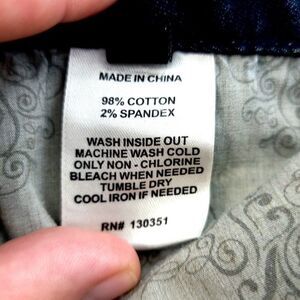 MADE IN CHINA
98% COTTON
2% SPANDEX
WASH INSIDE OUT
MACHINE WASH COLD
ONLY NON - CHLORINE
BLEACH WHEN NEEDED
TUMBLE DRY
COOL IRON IF NEEDED
RN# 130351